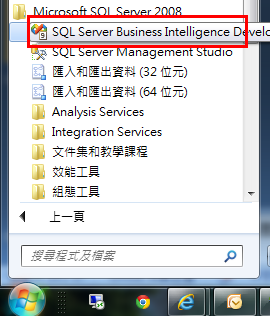 Microsoft SQL Server 2008
SQL Server Business Intelligence Develo
SQL Server Management Studio
匯入和匯出資料 (32 位元)
匯入和匯出資料 (64 位元)
Analysis Services
Integration Services
文件集和教學課程
效能工具
組態工具
上一頁
搜尋程式及檔案